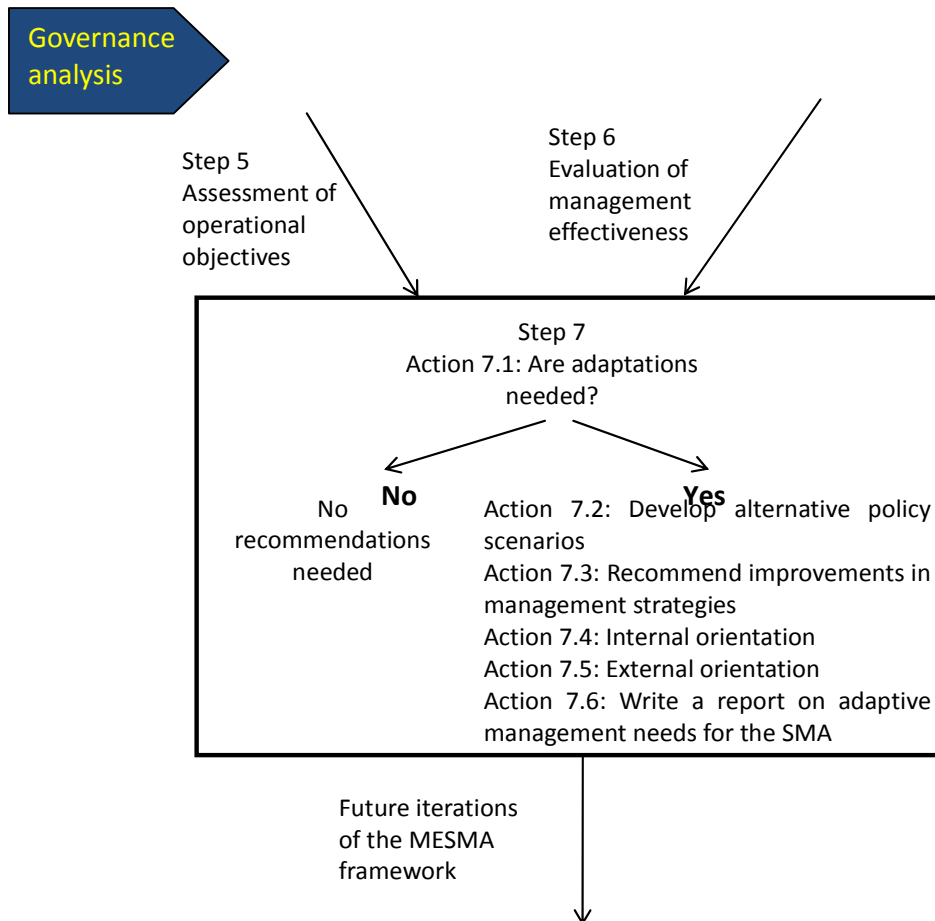 Governance
analysis
Step 5
Assessment of
operational
objectives
Step 6
Evaluation of
management
effectiveness
Step 7
Action 7.1: Are adaptations
needed?
No
No
recommendations
needed
Yes
Action 7.2: Develop alternative policy
scenarios
Action 7.3: Recommend improvements in
management strategies
Action 7.4: Internal orientation
Action 7.5: External orientation
Action 7.6: Write a report on adaptive
management needs for the SMA
Future iterations
of the MESMA
framework